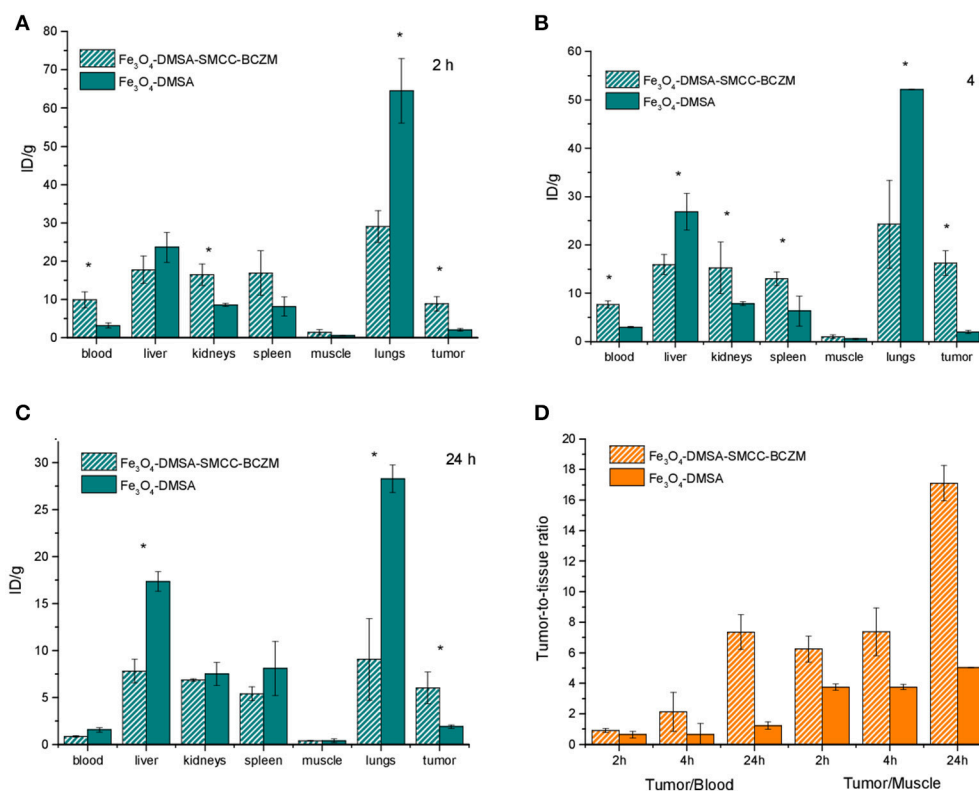 A
80
70
60
50
40
30
20
10
0
ID/g
Fe₃O₄-DMSA-SMCC-BCZM
Fe₃O₄-DMSA
2 h
*
*
*
*
blood liver kidneys spleen muscle lungs tumor
B
60
50
40
30
20
10
0
ID/g
Fe₃O₄-DMSA-SMCC-BCZM
Fe₃O₄-DMSA
4
*
*
*
*
*
*
blood liver kidneys spleen muscle lungs tumor
C
30
25
20
15
10
5
0
ID/g
Fe₃O₄-DMSA-SMCC-BCZM
Fe₃O₄-DMSA
24 h
*
*
*
blood liver kidneys spleen muscle lungs tumor
D
20
18
16
14
12
10
8
6
4
2
0
Tumor-to-tissue ratio
Fe₃O₄-DMSA-SMCC-BCZM
Fe₃O₄-DMSA
2h 4h 24h 2h 4h 24h
Tumor/Blood Tumor/Muscle